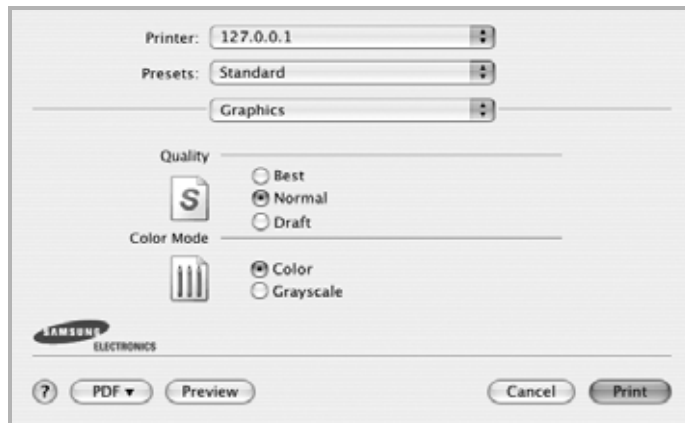 Printer: 127.0.0.1
Presets: Standard
Graphics
Quality
Best
S
Normal
Draft
Color Mode
Color
Grayscale
SAMSUNG
ELECTRONICS
? PDF Preview Cancel Print